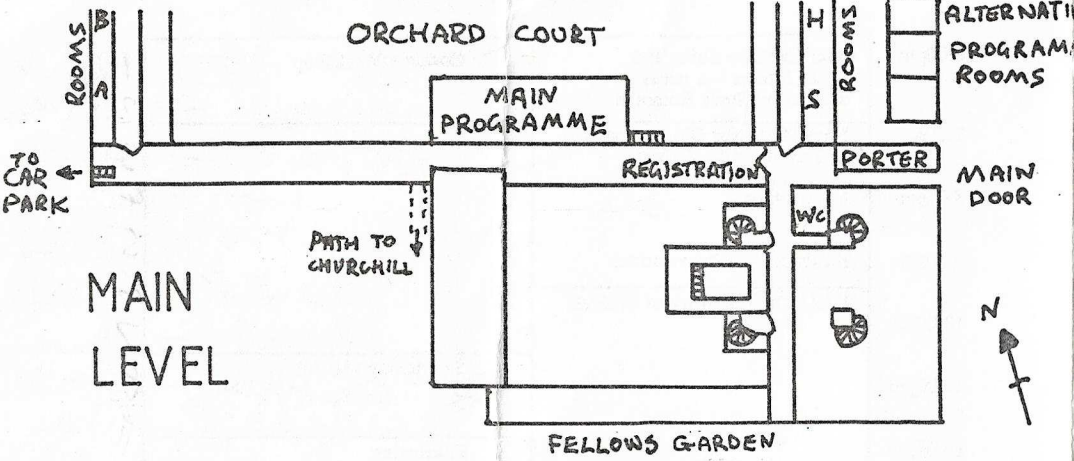 ROOMS
B
A
ORCHARD COURT
H
S
ROOMS
ALTERNATI
PROGRAM
ROOMS
MAIN
PROGRAMME
TO
CAR
PARK
REGISTRATION
PORTER
MAIN
DOOR
WC
PATH TO
CHURCHILL
MAIN
LEVEL
N
FELLOWS GARDEN